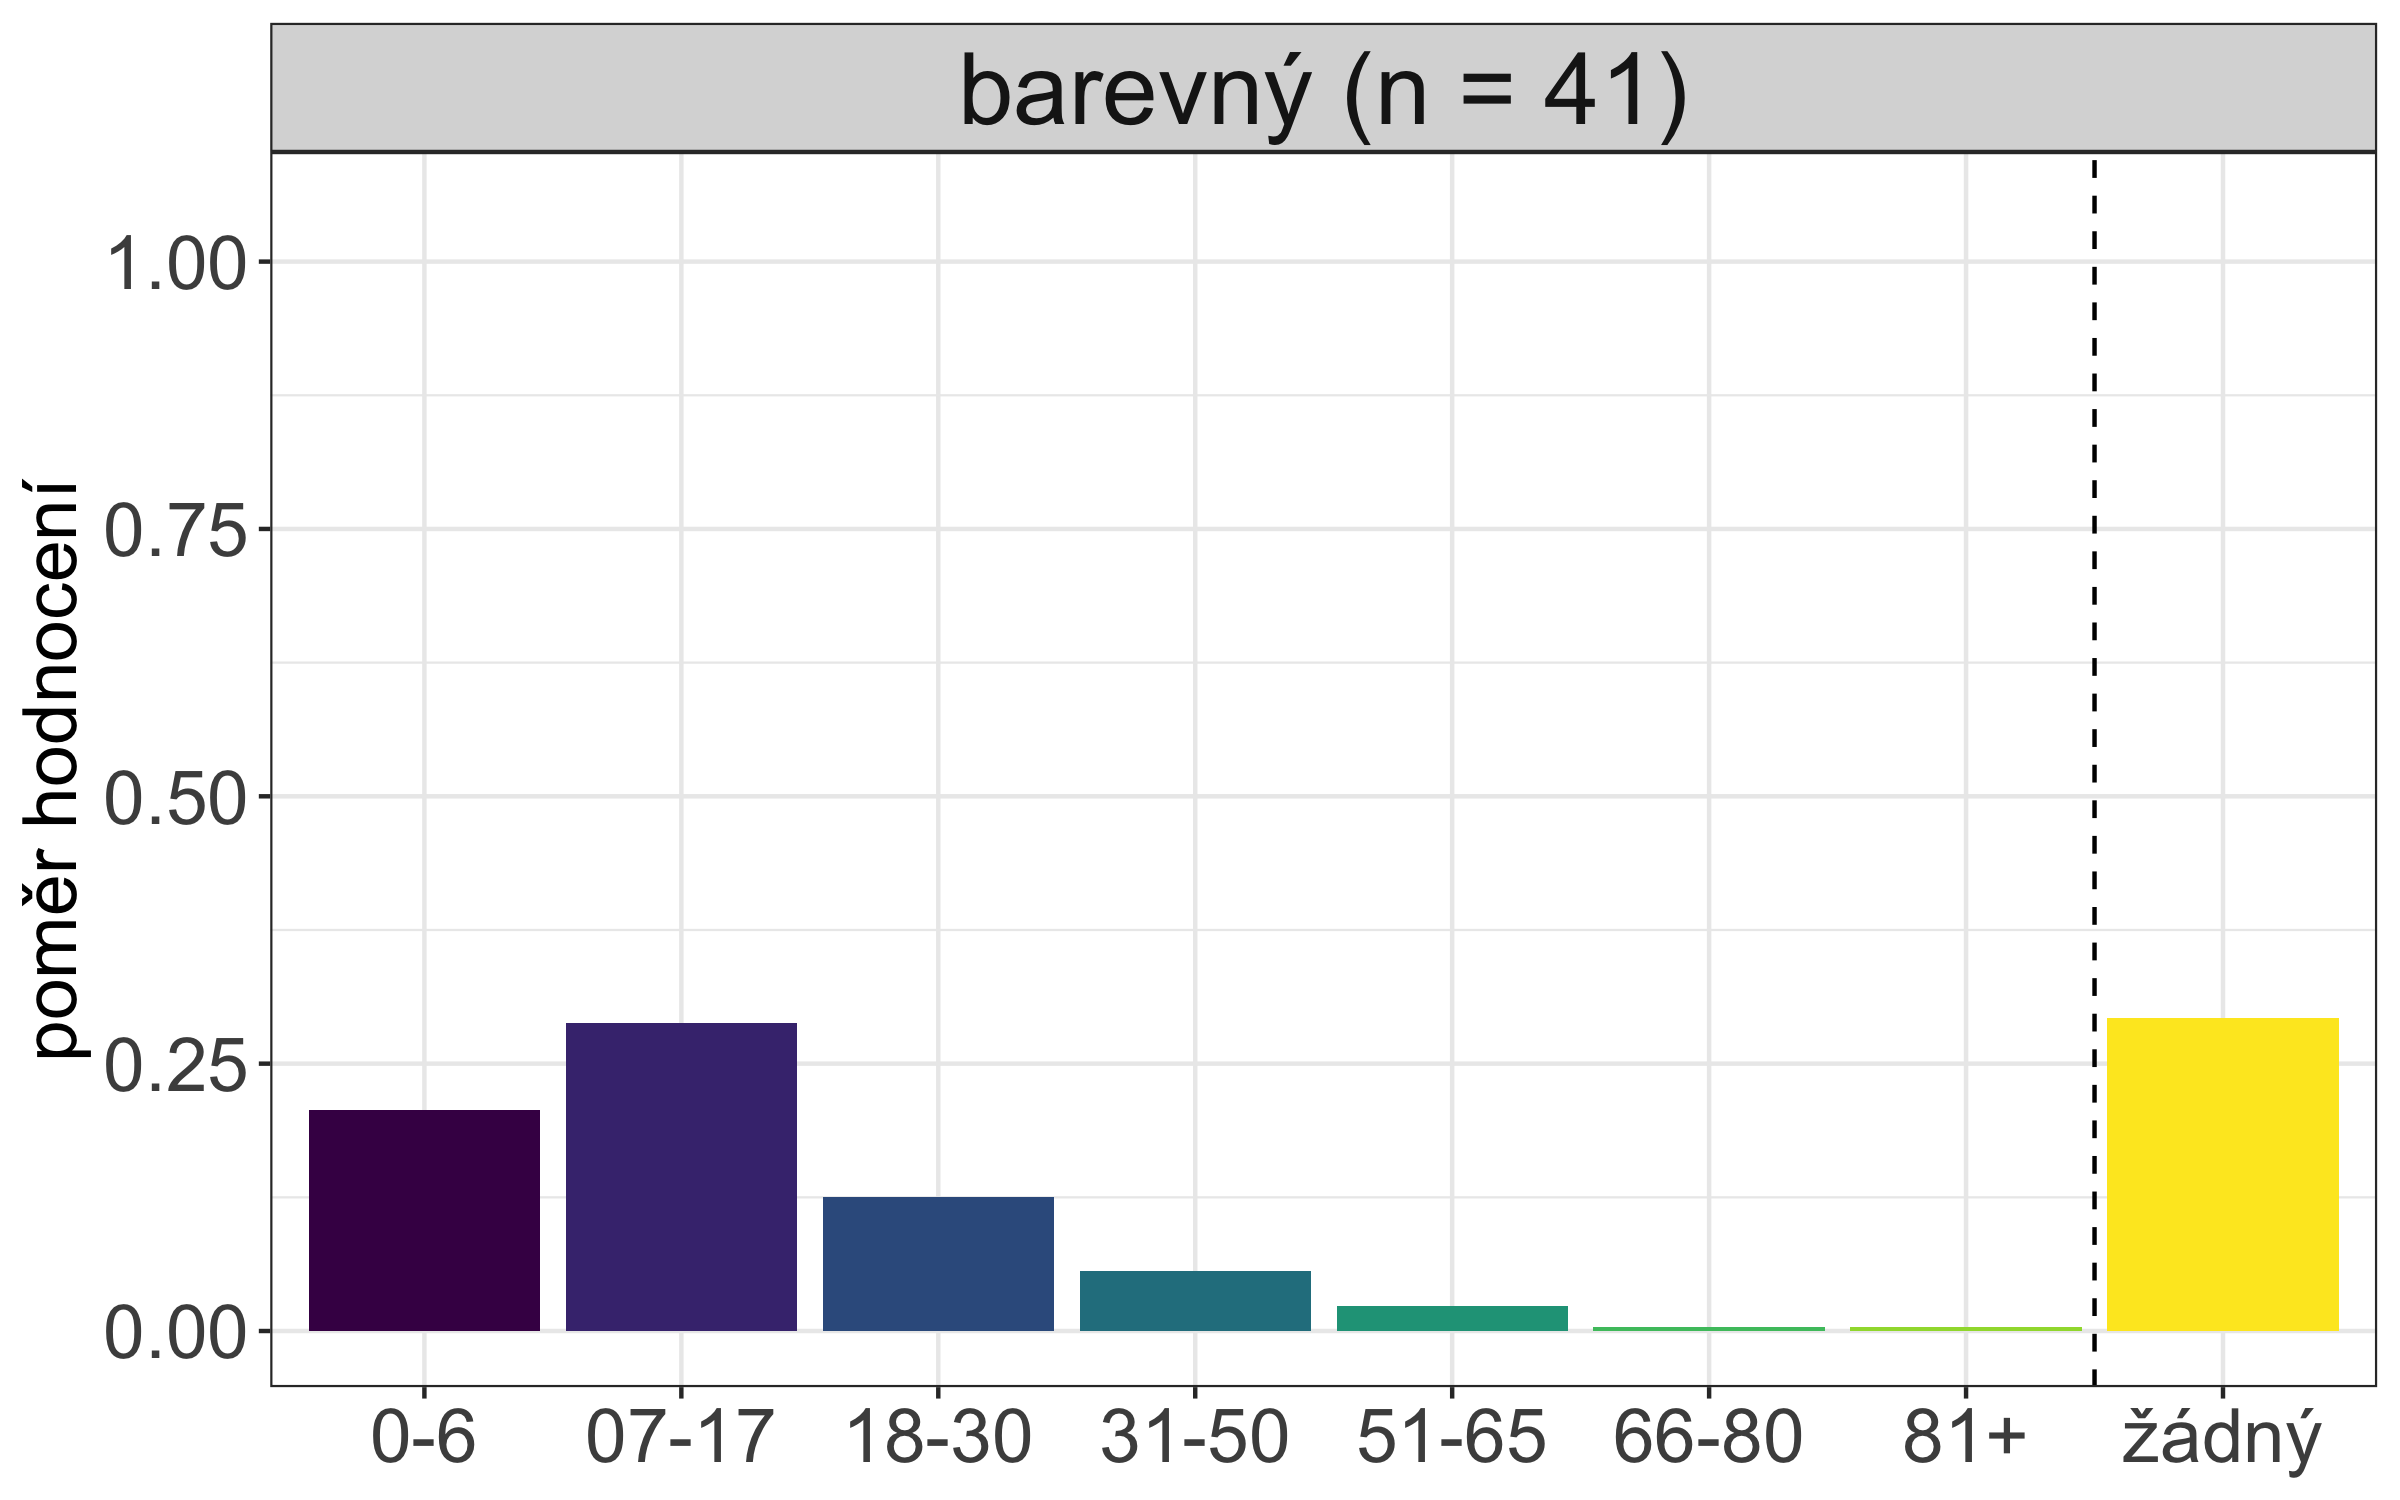 barevný (n = 41)
poměr hodnocení
1.00
0.75
0.50
0.25
0.00
0-6 07-17 18-30 31-50 51-65 66-80 81+ žádný